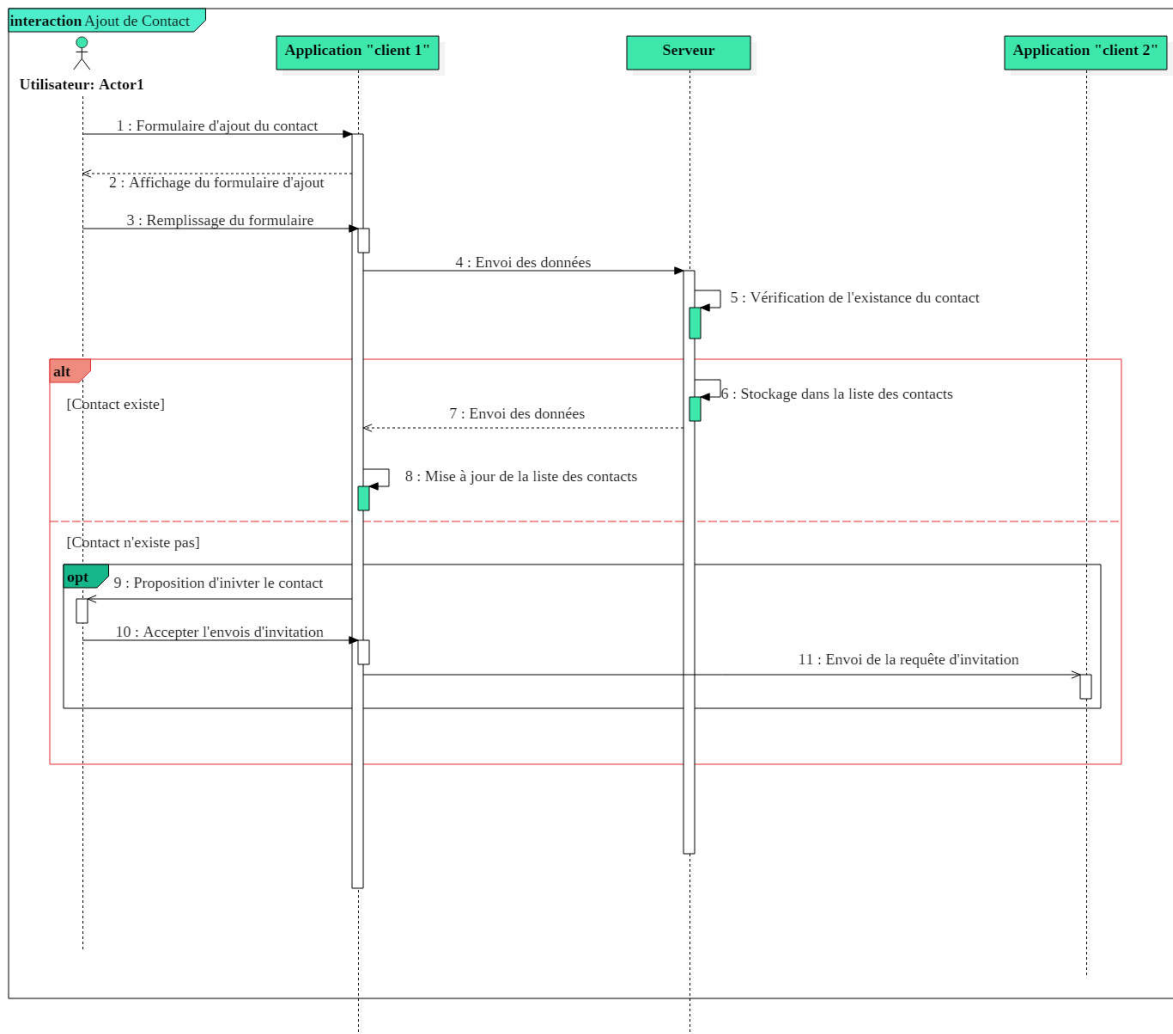 interaction Ajout de Contact
Utilisateur: Actor1
Application "client 1"
Serveur
Application "client 2"
1 : Formulaire d'ajout du contact
2 : Affichage du formulaire d'ajout
3 : Remplissage du formulaire
4 : Envoi des données
5 : Vérification de l'existance du contact
alt
[Contact existe]
6 : Stockage dans la liste des contacts
7 : Envoi des données
8 : Mise à jour de la liste des contacts
[Contact n'existe pas]
opt
9 : Proposition d'inivter le contact
10 : Accepter l'envois d'invitation
11 : Envoi de la requête d'invitation